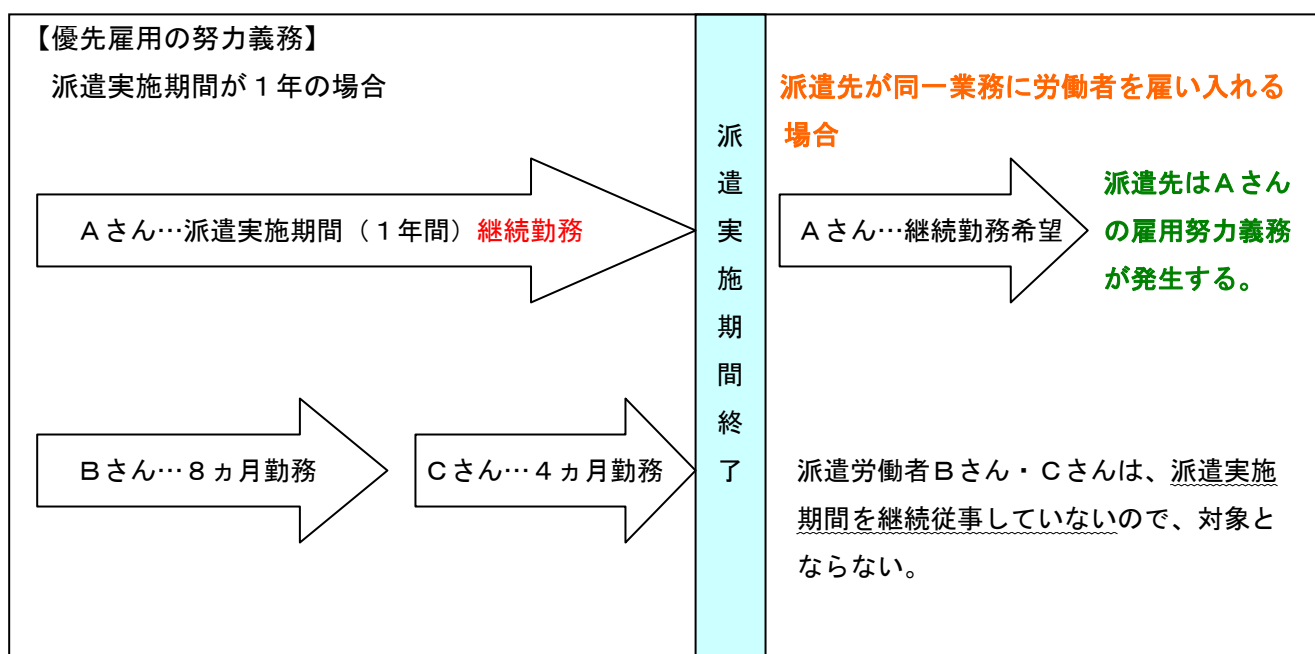 【優先雇用の努力義務】
派遣実施期間が1年の場合
Aさん…派遣実施期間(1年間)継続勤務
Bさん…8ヵ月勤務
Cさん…4ヵ月勤務
派遣実施期間終了
派遣先が同一業務に労働者を雇い入れる
場合
Aさん…継続勤務希望
派遣先はAさん
の雇用努力義務
が発生する。
派遣労働者Bさん・Cさんは、派遣実施
期間を継続従事していないので、対象と
ならない。